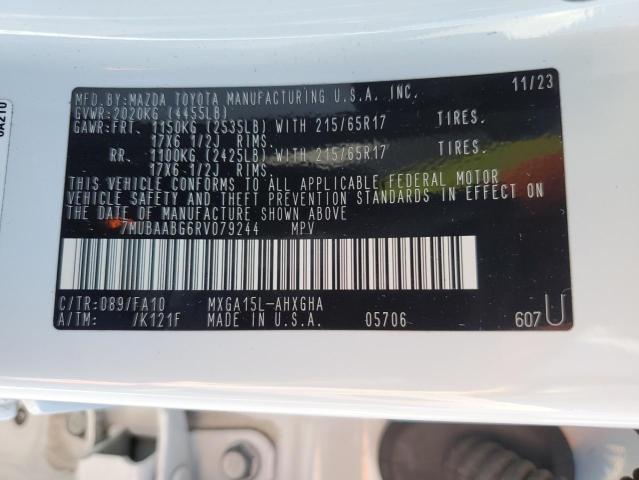 MFD.BY:MAZDA TOYOTA MANUFACTURING U.S.A. INC. 11/23
GVWR:2020KG (4455LB)
GAWR:FRT. 1150KG (2535LB) WITH 215/65R17 TIRES.
17X6 1/2J RIMS.
RR. 1100KG (2425LB) WITH 215/65R17 TIRES.
17X6 1/2J RIMS.
THIS VEHICLE CONFORMS TO ALL APPLICABLE FEDERAL MOTOR
VEHICLE SAFETY AND THEFT PREVENTION STANDARDS IN EFFECT ON
THE DATE OF MANUFACTURE SHOWN ABOVE
7MUBAABG6RV079244 MPV
C/TR:089/FA10 MXGA15L-AHXGHA
A/TM: /K121F MADE IN U.S.A. 05706 607 U